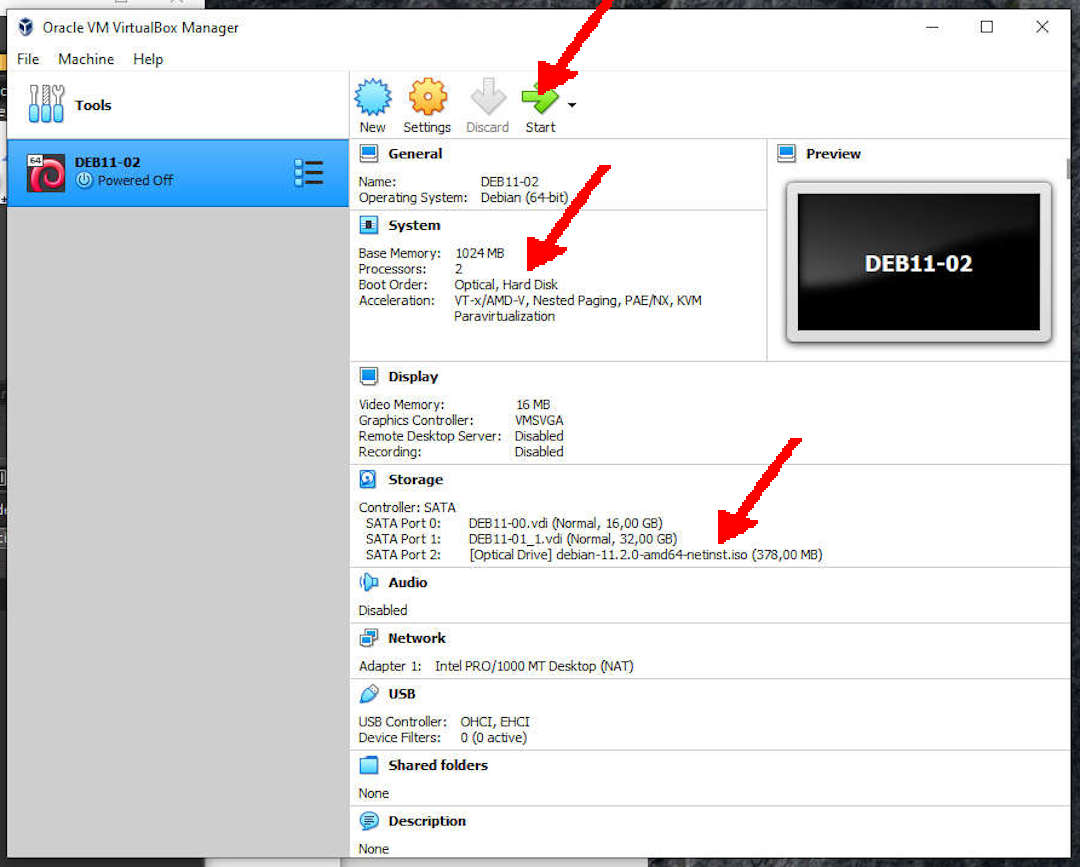 Oracle VM VirtualBox Manager
File Machine Help
Tools
New Settings Discard Start
64
DEB11-02
Powered Off
General
Name: DEB11-02
Operating System: Debian (64-bit)
Preview
DEB11-02
System
Base Memory: 1024 MB
Processors: 2
Boot Order: Optical, Hard Disk
Acceleration: VT-x/AMD-V, Nested Paging, PAE/NX, KVM
Paravirtualization
Display
Video Memory: 16 MB
Graphics Controller: VMSVGA
Remote Desktop Server: Disabled
Recording: Disabled
Storage
Controller: SATA
SATA Port 0: DEB11-00.vdi (Normal, 16,00 GB)
SATA Port 1: DEB11-01_1.vdi (Normal, 32,00 GB)
SATA Port 2: [Optical Drive] debian-11.2.0-amd64-netinst.iso (378,00 MB)
Audio
Disabled
Network
Adapter 1: Intel PRO/1000 MT Desktop (NAT)
USB
USB Controller: OHCI, EHCI
Device Filters: 0 (0 active)
Shared folders
None
Description
None